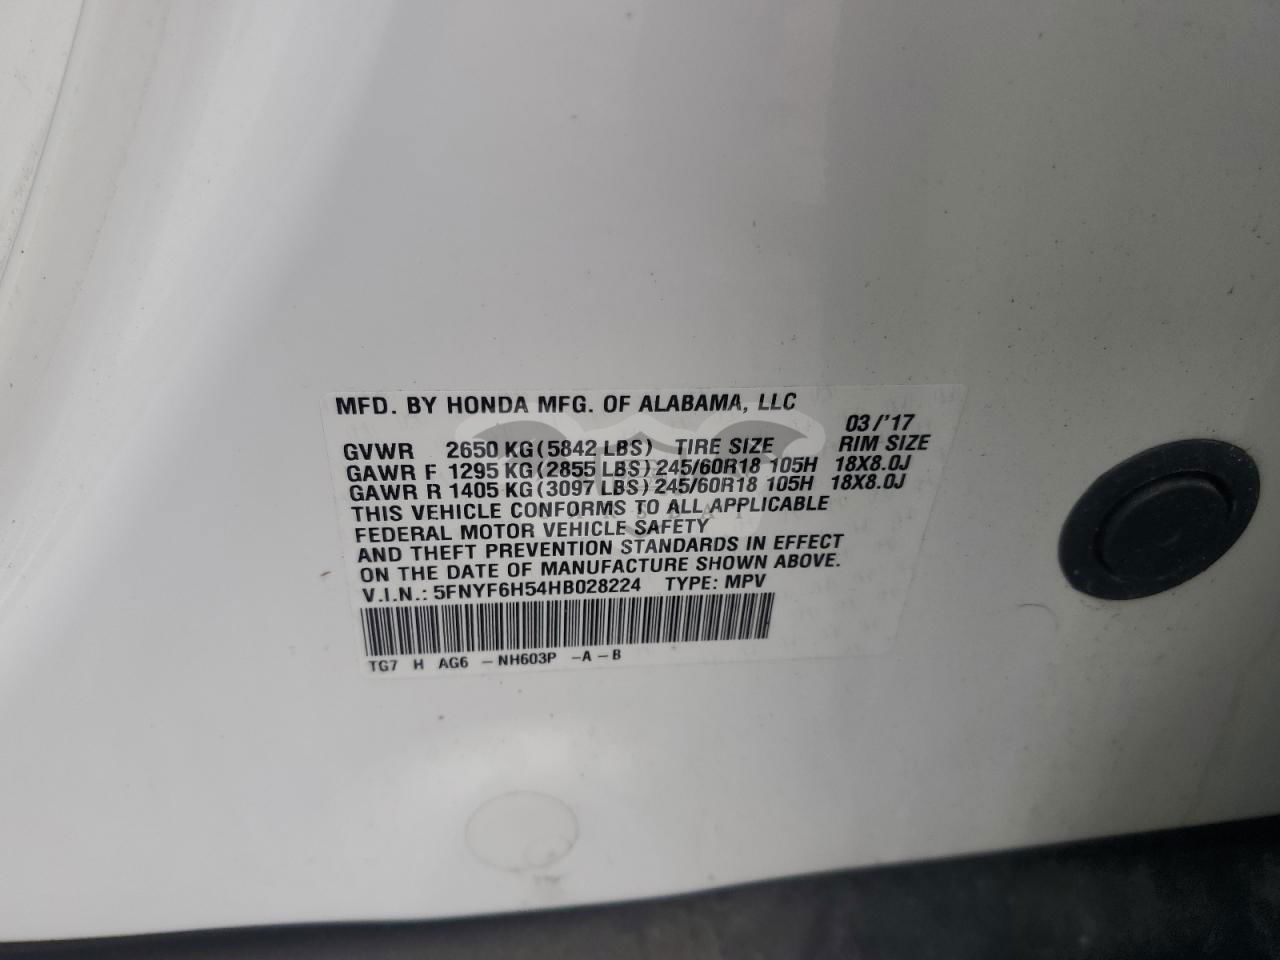 MFD. BY HONDA MFG. OF ALABAMA, LLC
03/'17
GVWR 2650 KG(5842 LBS) TIRE SIZE RIM SIZE
GAWR F 1295 KG(2855 LBS) 245/60R18 105H 18X8.0J
GAWR R 1405 KG(3097 LBS) 245/60R18 105H 18X8.0J
THIS VEHICLE CONFORMS TO ALL APPLICABLE
FEDERAL MOTOR VEHICLE SAFETY
AND THEFT PREVENTION STANDARDS IN EFFECT
ON THE DATE OF MANUFACTURE SHOWN ABOVE.
V.I.N.: 5FNYF6H54HB028224 TYPE: MPV
TG7 H AG6 -NH603P -A-B